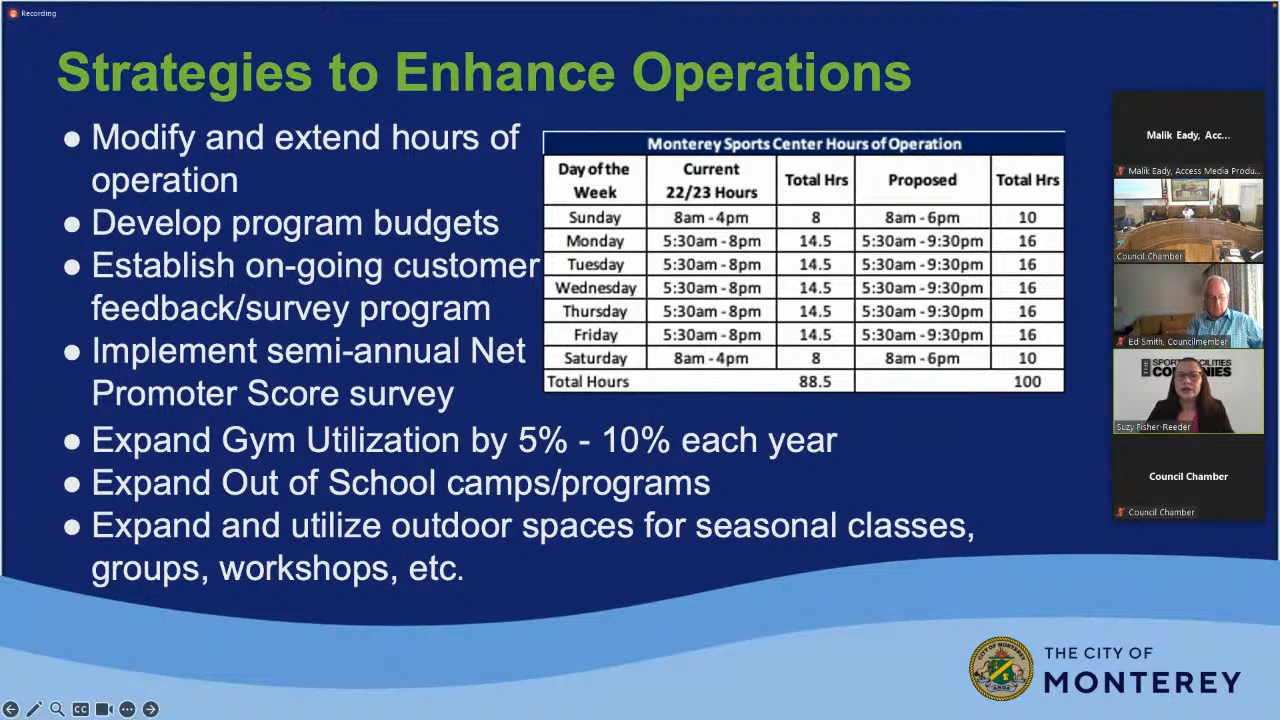 Recording
Strategies to Enhance Operations
● Modify and extend hours of
operation
● Develop program budgets
● Establish on-going customer
feedback/survey program
● Implement semi-annual Net
Promoter Score survey
● Expand Gym Utilization by 5% - 10% each year
● Expand Out of School camps/programs
● Expand and utilize outdoor spaces for seasonal classes,
groups, workshops, etc.
Monterey Sports Center Hours of Operation
Day of the Week Current 22/23 Hours Total Hrs Proposed Total Hrs
Sunday 8am - 4pm 8 8am - 6pm 10
Monday 5:30am - 8pm 14.5 5:30am - 9:30pm 16
Tuesday 5:30am - 8pm 14.5 5:30am - 9:30pm 16
Wednesday 5:30am - 8pm 14.5 5:30am - 9:30pm 16
Thursday 5:30am - 8pm 14.5 5:30am - 9:30pm 16
Friday 5:30am - 8pm 14.5 5:30am - 9:30pm 16
Saturday 8am - 4pm 8 8am - 6pm 10
Total Hours 88.5 100
Malik Eady, Acc...
Malik Eady, Access Media Produ...
Council Chamber
Ed Smith, Councilmember
THE
Suzy Fisher-Reeder
Council Chamber
Council Chamber
THE CITY OF
MONTEREY
CC